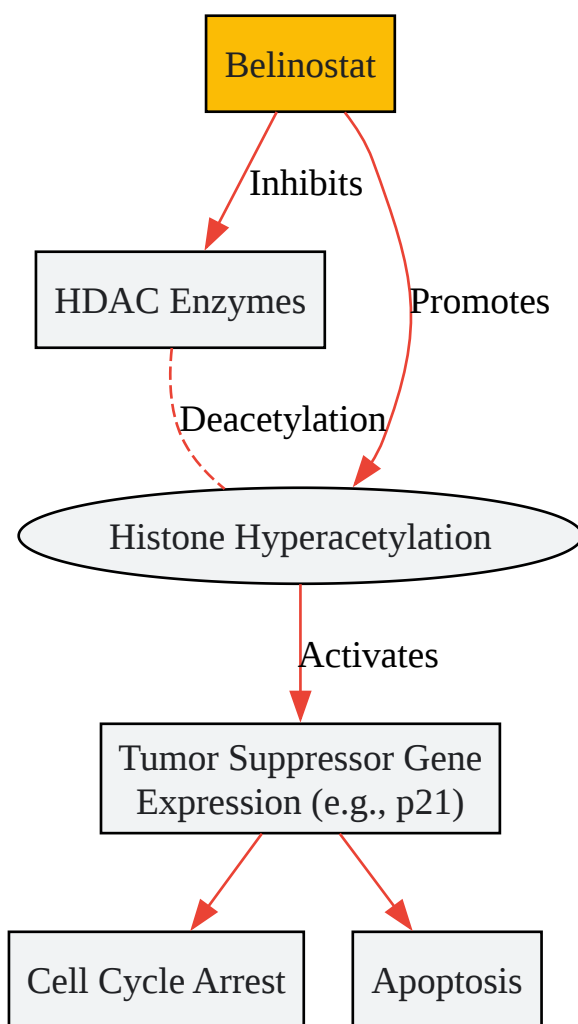 Belinostat
Inhibits
HDAC Enzymes
Promotes
Deacetylation
Histone Hyperacetylation
Activates
Tumor Suppressor Gene
Expression (e.g., p21)
Cell Cycle Arrest
Apoptosis